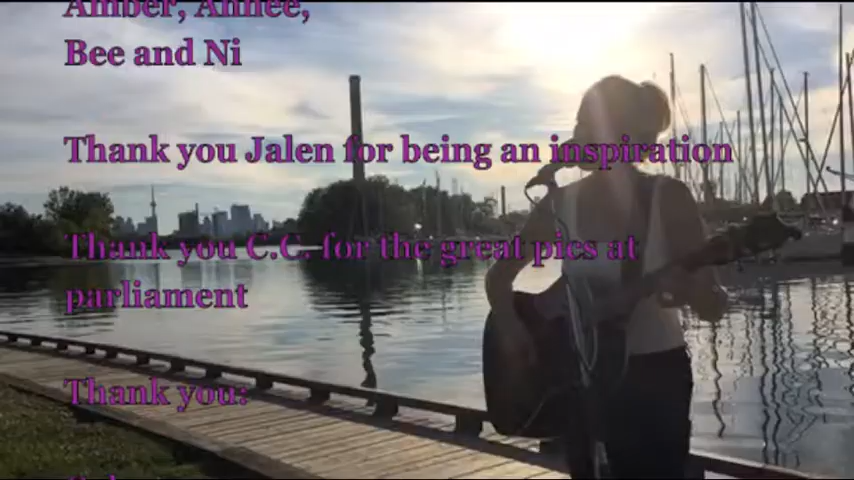 Amber, Aimee,
Bee and Ni
Thank you Jalen for being an inspiration
Thank you C.C. for the great pics at
parliament
Thank you: